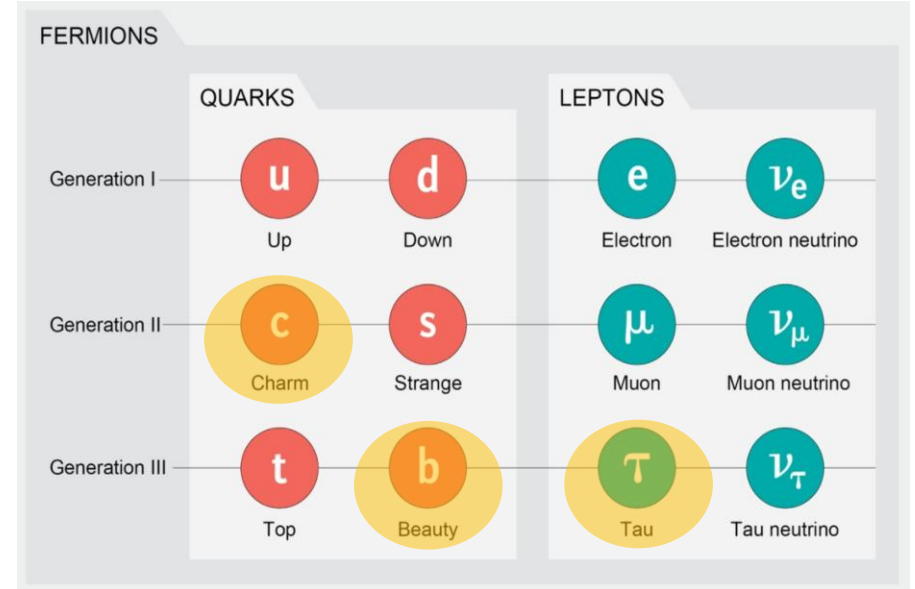 FERMIONS
QUARKS LEPTONS
Generation I u d e νe
Up Down Electron Electron neutrino
Generation II c s μ νμ
Charm Strange Muon Muon neutrino
Generation III t b τ ντ
Top Beauty Tau Tau neutrino